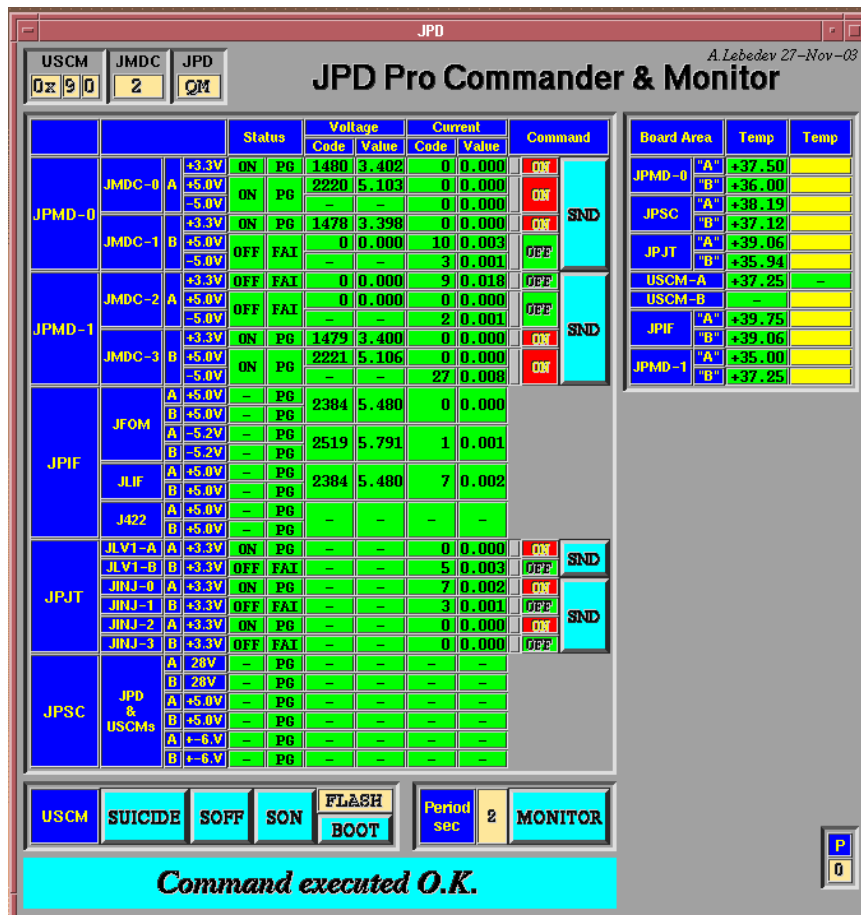 JPD
USCM JMDC JPD
0x 9 0 2 QM
A.Lebedev 27-Nov-03
JPD Pro Commander & Monitor
Status Voltage Current Command
Code Value Code Value
JPMD-0 JMDC-0 A +3.3V ON PG 1480 3.402 0 0.000 ON SND
+5.0V ON PG 2220 5.103 0 0.000 ON
-5.0V - - 0 0.000
JMDC-1 B +3.3V ON PG 1478 3.398 0 0.000 ON
+5.0V OFF FAI 0 0.000 10 0.003 OFF
-5.0V - - 3 0.001
JPMD-1 JMDC-2 A +3.3V OFF FAI 0 0.000 9 0.018 OFF SND
+5.0V OFF FAI 0 0.000 0 0.000 OFF
-5.0V - - 2 0.001
JMDC-3 B +3.3V ON PG 1479 3.400 0 0.000 ON
+5.0V ON PG 2221 5.106 0 0.000 ON
-5.0V - - 27 0.008
JPIF JFOM A +5.0V - PG 2384 5.480 0 0.000
B +5.0V - PG
A -5.2V - PG 2519 5.791 1 0.001
B -5.2V - PG
JLIF A +5.0V - PG 2384 5.480 7 0.002
B +5.0V - PG
J422 A +5.0V - PG - - - -
B +5.0V - PG
JPJT JLV1-A A +3.3V ON PG - - 0 0.000 ON SND
JLV1-B B +3.3V OFF FAI - - 5 0.003 OFF
JINJ-0 A +3.3V ON PG - - 7 0.002 ON SND
JINJ-1 B +3.3V OFF FAI - - 3 0.001 OFF
JINJ-2 A +3.3V ON PG - - 0 0.000 ON
JINJ-3 B +3.3V OFF FAI - - 0 0.000 OFF
JPSC JPD & USCMs A 28V - PG - - - -
B 28V - PG - - - -
A +5.0V - PG - - - -
B +5.0V - PG - - - -
A +-6.V - PG - - - -
B +-6.V - PG - - - -
Board Area Temp Temp
JPMD-0 "A" +37.50
"B" +36.00
JPSC "A" +38.19
"B" +37.12
JPJT "A" +39.06
"B" +35.94
USCM-A +37.25 -
USCM-B -
JPIF "A" +39.75
"B" +39.06
JPMD-1 "A" +35.00
"B" +37.25
USCM SUICIDE SOFF SON FLASH
BOOT
Period sec 2 MONITOR
P
0
Command executed O.K.